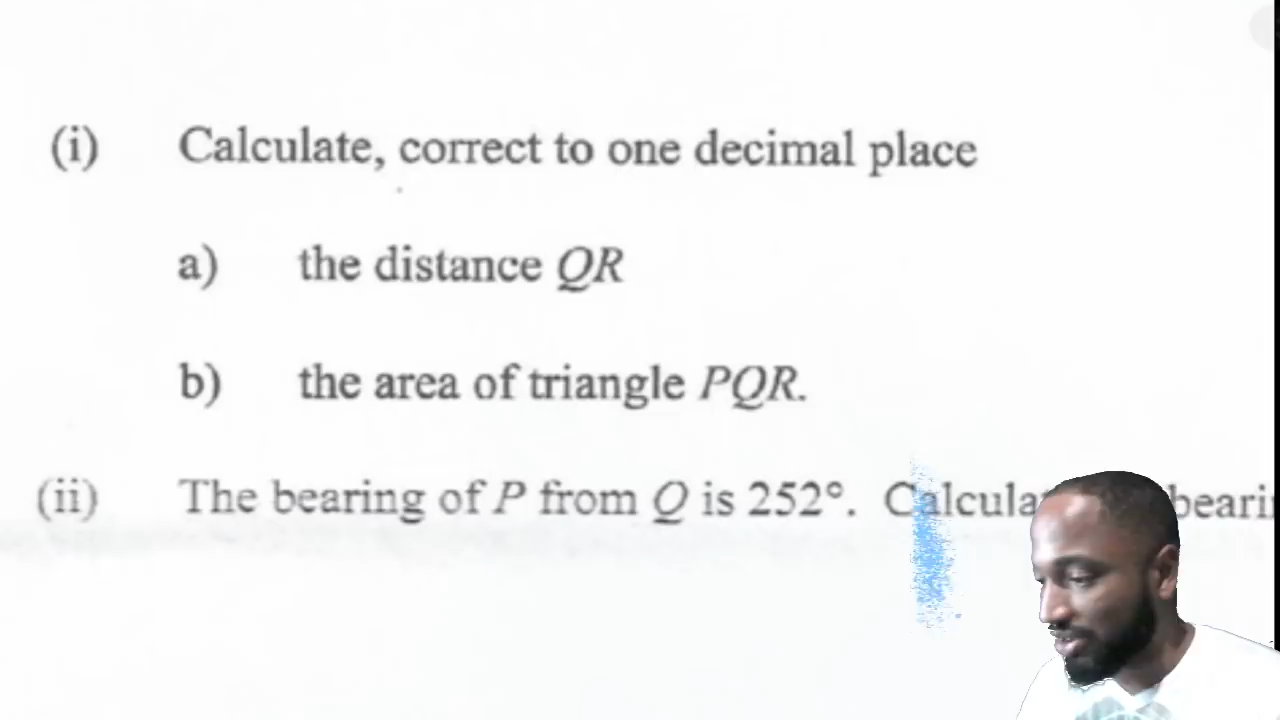 (i) Calculate, correct to one decimal place
a) the distance QR
b) the area of triangle PQR.
(ii) The bearing of P from Q is 252°.